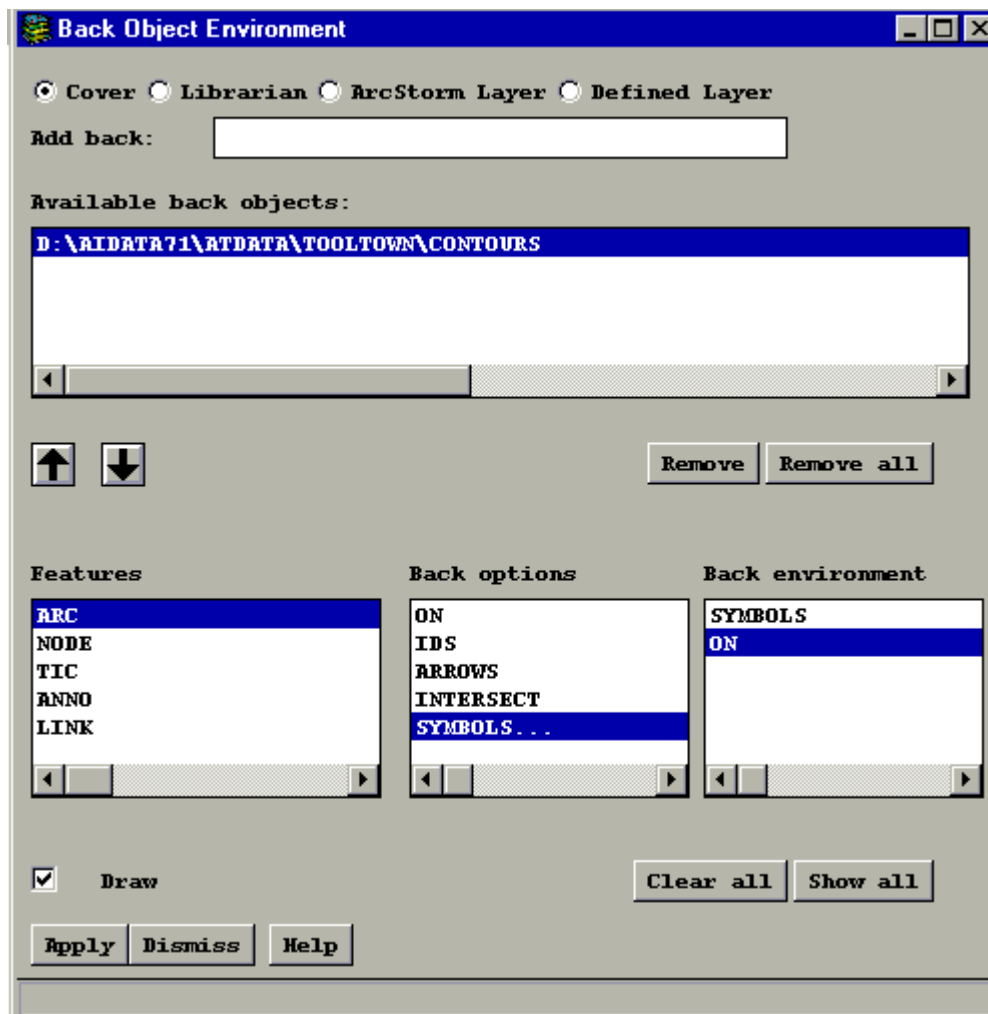 Back Object Environment
Cover Librarian ArcStorm Layer Defined Layer
Add back:
Available back objects:
D:\AIDATA71\ATDATA\TOOLTOWN\CONTOURS
Remove Remove all
Features Back options Back environment
ARC ON SYMBOLS
NODE IDS ON
TIC ARROWS
ANNO INTERSECT
LINK SYMBOLS...
Draw Clear all Show all
Apply Dismiss Help